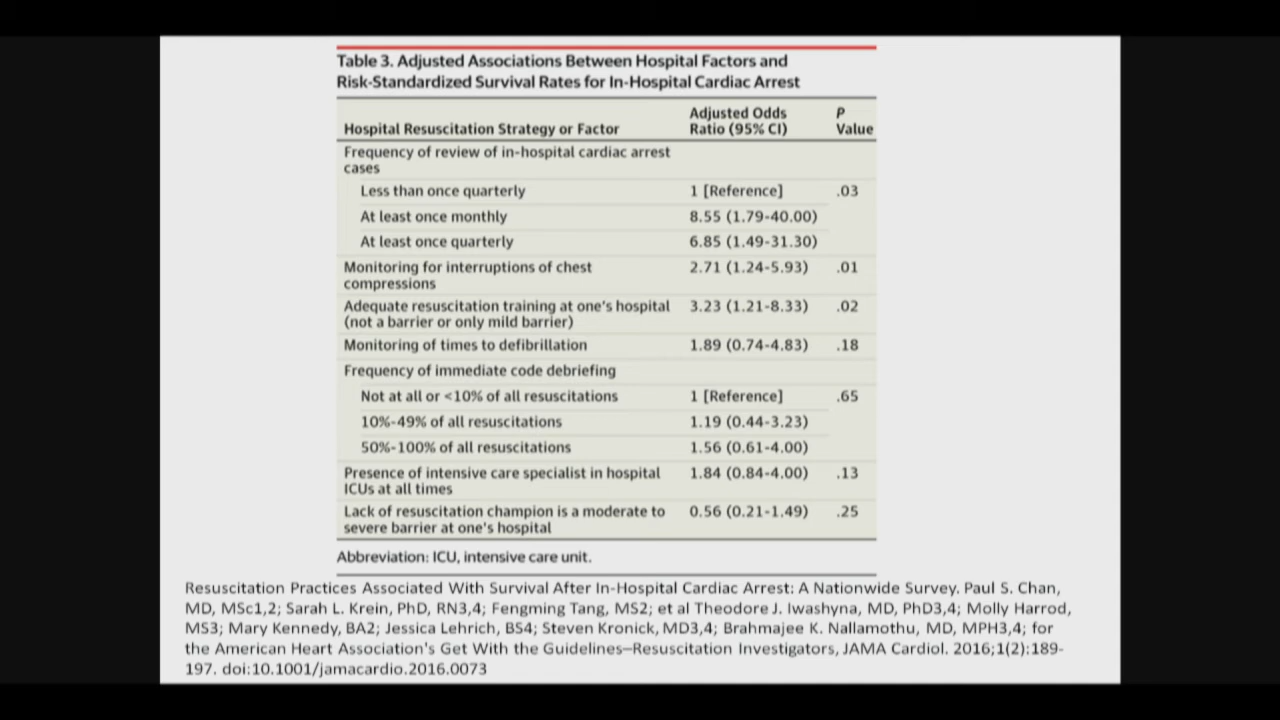 Table 3. Adjusted Associations Between Hospital Factors and
Risk-Standardized Survival Rates for In-Hospital Cardiac Arrest
Hospital Resuscitation Strategy or Factor
Adjusted Odds
Ratio (95% CI)
P
Value
Frequency of review of in-hospital cardiac arrest
cases
Less than once quarterly 1 [Reference] .03
At least once monthly 8.55 (1.79-40.00)
At least once quarterly 6.85 (1.49-31.30)
Monitoring for interruptions of chest 2.71 (1.24-5.93) .01
compressions
Adequate resuscitation training at one's hospital 3.23 (1.21-8.33) .02
(not a barrier or only mild barrier)
Monitoring of times to defibrillation 1.89 (0.74-4.83) .18
Frequency of immediate code debriefing
Not at all or <10% of all resuscitations 1 [Reference] .65
10%-49% of all resuscitations 1.19 (0.44-3.23)
50%-100% of all resuscitations 1.56 (0.61-4.00)
Presence of intensive care specialist in hospital 1.84 (0.84-4.00) .13
ICUs at all times
Lack of resuscitation champion is a moderate to 0.56 (0.21-1.49) .25
severe barrier at one's hospital
Abbreviation: ICU, intensive care unit.
Resuscitation Practices Associated With Survival After In-Hospital Cardiac Arrest: A Nationwide Survey. Paul S. Chan,
MD, MSc1,2; Sarah L. Krein, PhD, RN3,4; Fengming Tang, MS2; et al Theodore J. Iwashyna, MD, PhD3,4; Molly Harrod,
MS3; Mary Kennedy, BA2; Jessica Lehrich, BS4; Steven Kronick, MD3,4; Brahmajee K. Nallamothu, MD, MPH3,4; for
the American Heart Association's Get With the Guidelines–Resuscitation Investigators, JAMA Cardiol. 2016;1(2):189-
197. doi:10.1001/jamacardio.2016.0073